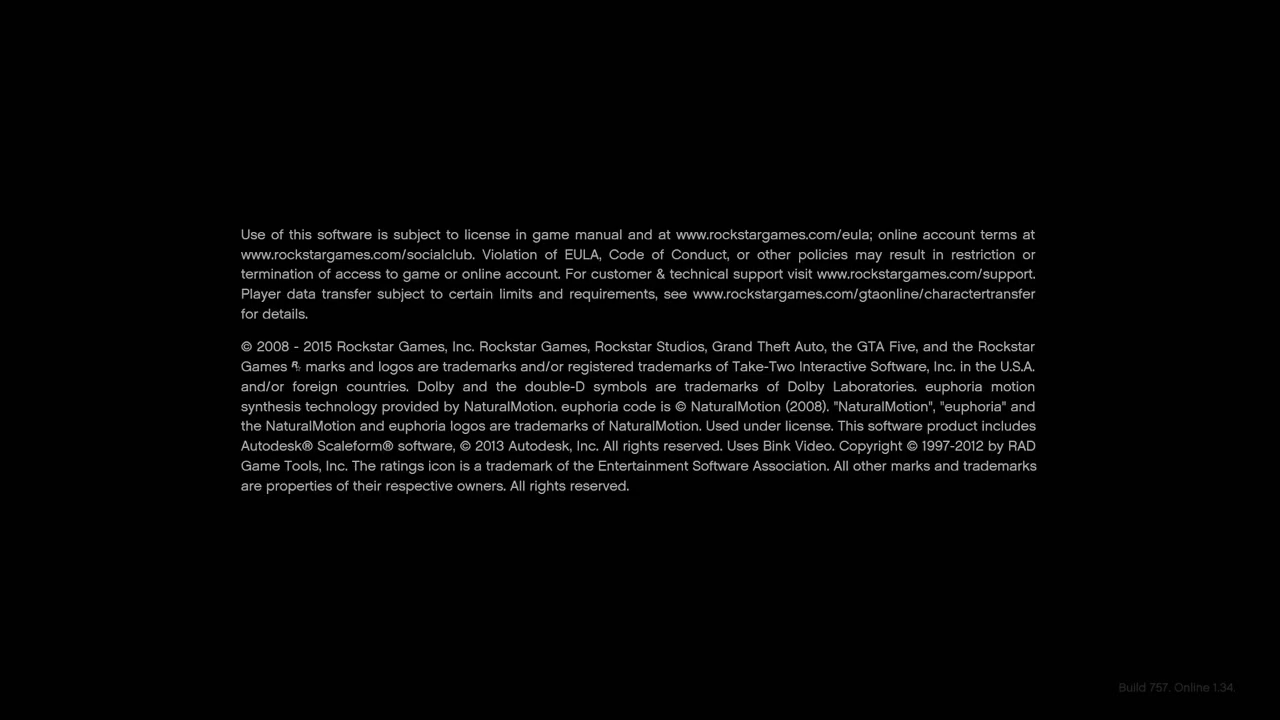 Use of this software is subject to license in game manual and at www.rockstargames.com/eula; online account terms at
www.rockstargames.com/socialclub. Violation of EULA, Code of Conduct, or other policies may result in restriction or
termination of access to game or online account. For customer & technical support visit www.rockstargames.com/support.
Player data transfer subject to certain limits and requirements, see www.rockstargames.com/gtaonline/charactertransfer
for details.
© 2008 - 2015 Rockstar Games, Inc. Rockstar Games, Rockstar Studios, Grand Theft Auto, the GTA Five, and the Rockstar
Games R* marks and logos are trademarks and/or registered trademarks of Take-Two Interactive Software, Inc. in the U.S.A.
and/or foreign countries. Dolby and the double-D symbols are trademarks of Dolby Laboratories. euphoria motion
synthesis technology provided by NaturalMotion. euphoria code is © NaturalMotion (2008). "NaturalMotion", "euphoria" and
the NaturalMotion and euphoria logos are trademarks of NaturalMotion. Used under license. This software product includes
Autodesk® Scaleform® software, © 2013 Autodesk, Inc. All rights reserved. Uses Bink Video. Copyright © 1997-2012 by RAD
Game Tools, Inc. The ratings icon is a trademark of the Entertainment Software Association. All other marks and trademarks
are properties of their respective owners. All rights reserved.
Build 757. Online 1.34.